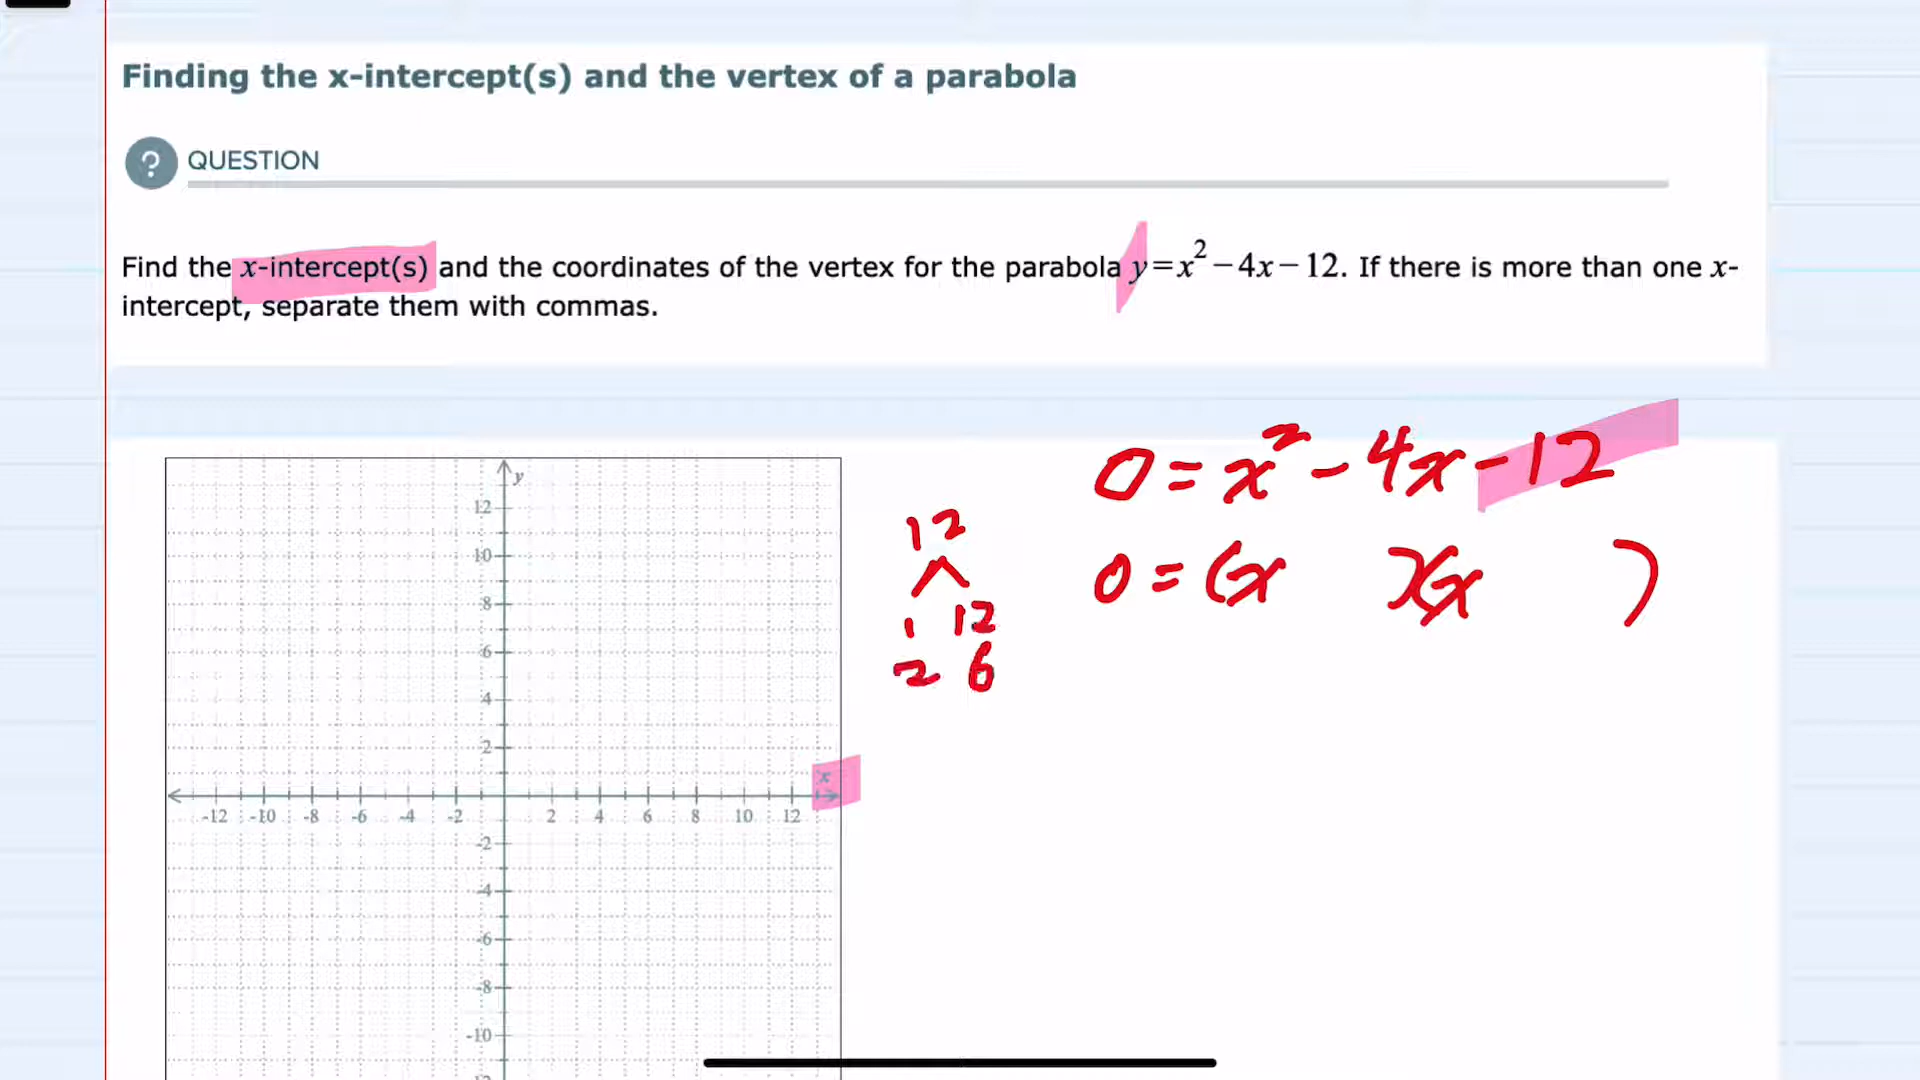 Finding the x-intercept(s) and the vertex of a parabola
? QUESTION
Find the x-intercept(s) and the coordinates of the vertex for the parabola y=x²−4x−12. If there is more than one x-
intercept, separate them with commas.
0=x²-4x-12
12
0=(x )(x )
1 12
2 6
y
12
10
8
6
4
2
x
-12 -10 -8 -6 -4 -2 2 4 6 8 10 12
-2
-4
-6
-8
-10